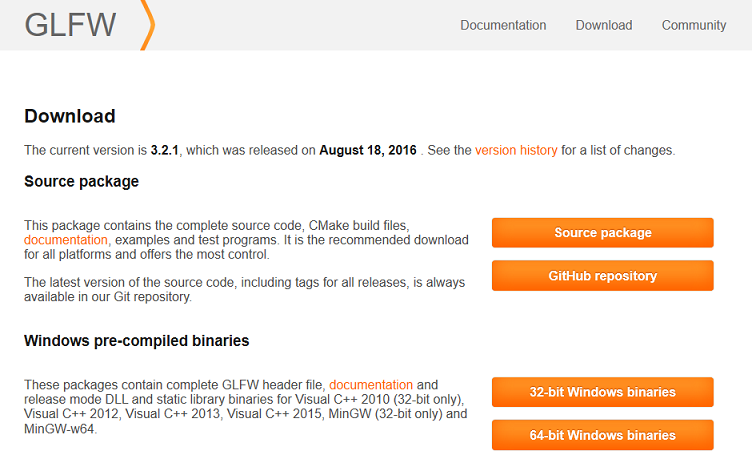 GLFW
Documentation Download Community
Download
The current version is 3.2.1, which was released on August 18, 2016 . See the version history for a list of changes.
Source package
This package contains the complete source code, CMake build files,
documentation, examples and test programs. It is the recommended download
for all platforms and offers the most control.
The latest version of the source code, including tags for all releases, is always
available in our Git repository.
Source package
GitHub repository
Windows pre-compiled binaries
These packages contain complete GLFW header file, documentation and
release mode DLL and static library binaries for Visual C++ 2010 (32-bit only),
Visual C++ 2012, Visual C++ 2013, Visual C++ 2015, MinGW (32-bit only) and
MinGW-w64.
32-bit Windows binaries
64-bit Windows binaries